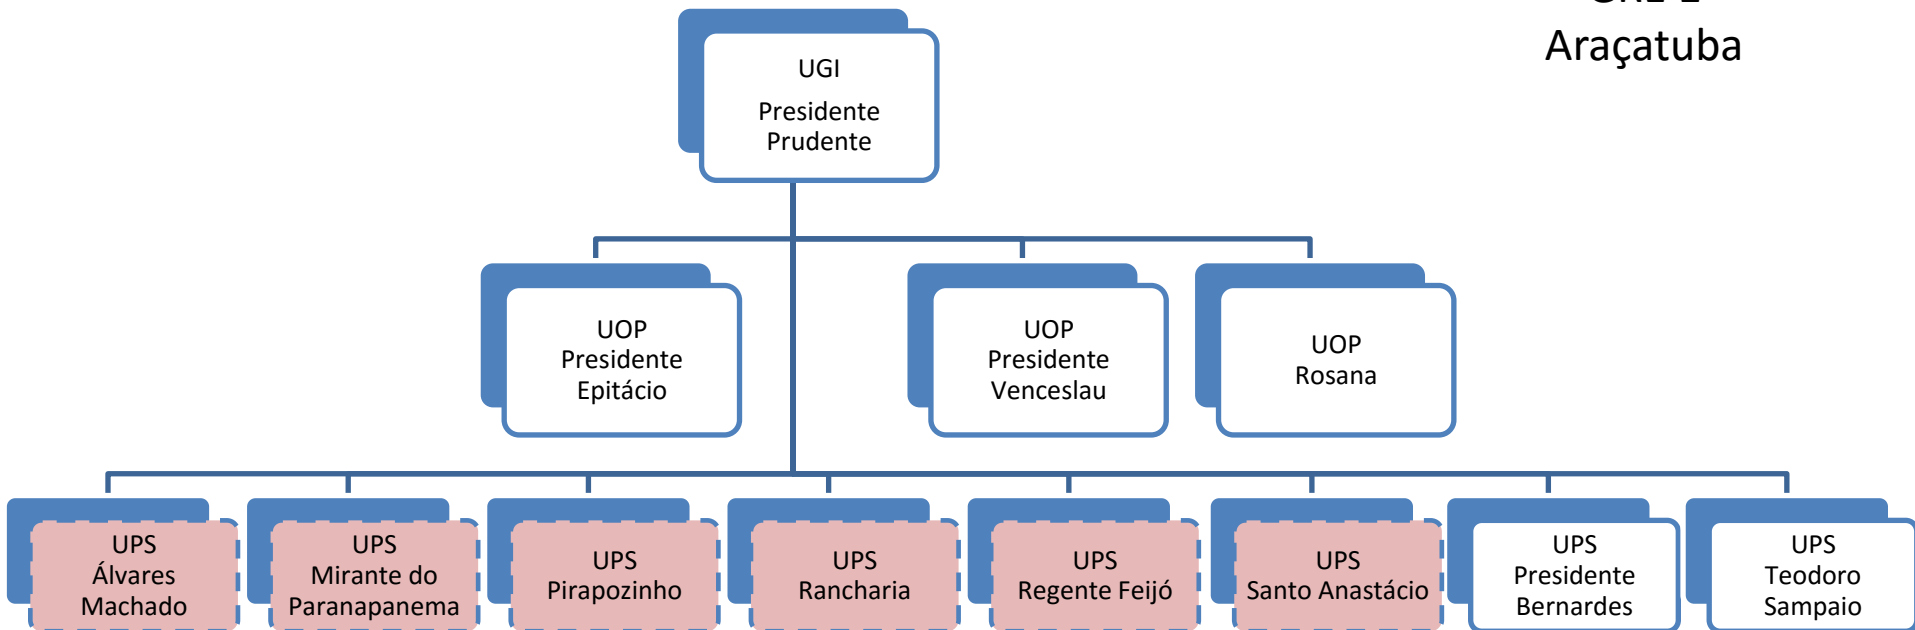 Araçatuba
UGI
Presidente
Prudente
UOP
Presidente
Epitácio
UOP
Presidente
Venceslau
UOP
Rosana
UPS
Álvares
Machado
UPS
Mirante do
Paranapanema
UPS
Pirapozinho
UPS
Rancharia
UPS
Regente Feijó
UPS
Santo Anastácio
UPS
Presidente
Bernardes
UPS
Teodoro
Sampaio